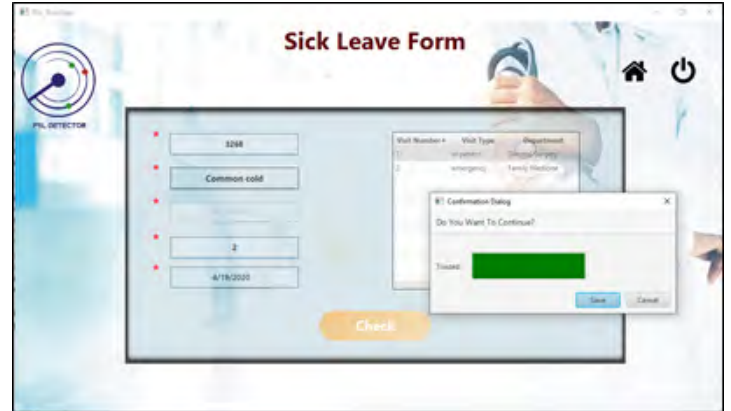 Sick Leave Form
PSL DETECTOR
* 3268
* Common cold
*
* 2
* 4/19/2020
Visit Number Visit Type Department
2 emergency Family Medicine
Confirmation Dialog
Do You Want To Continue?
Trusted
Save Cancel
Check